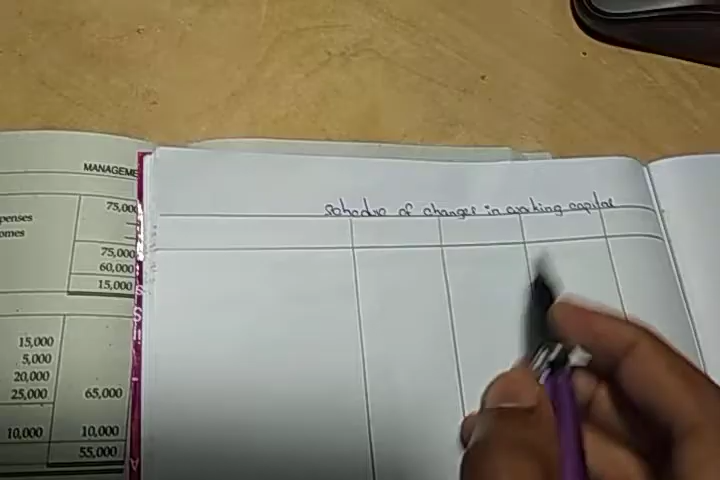 MANAGEME
75,000
penses
omes
75,000
60,000
15,000
15,000
5,000
20,000
25,000 65,000
10,000 10,000
55,000
of changes in working capital